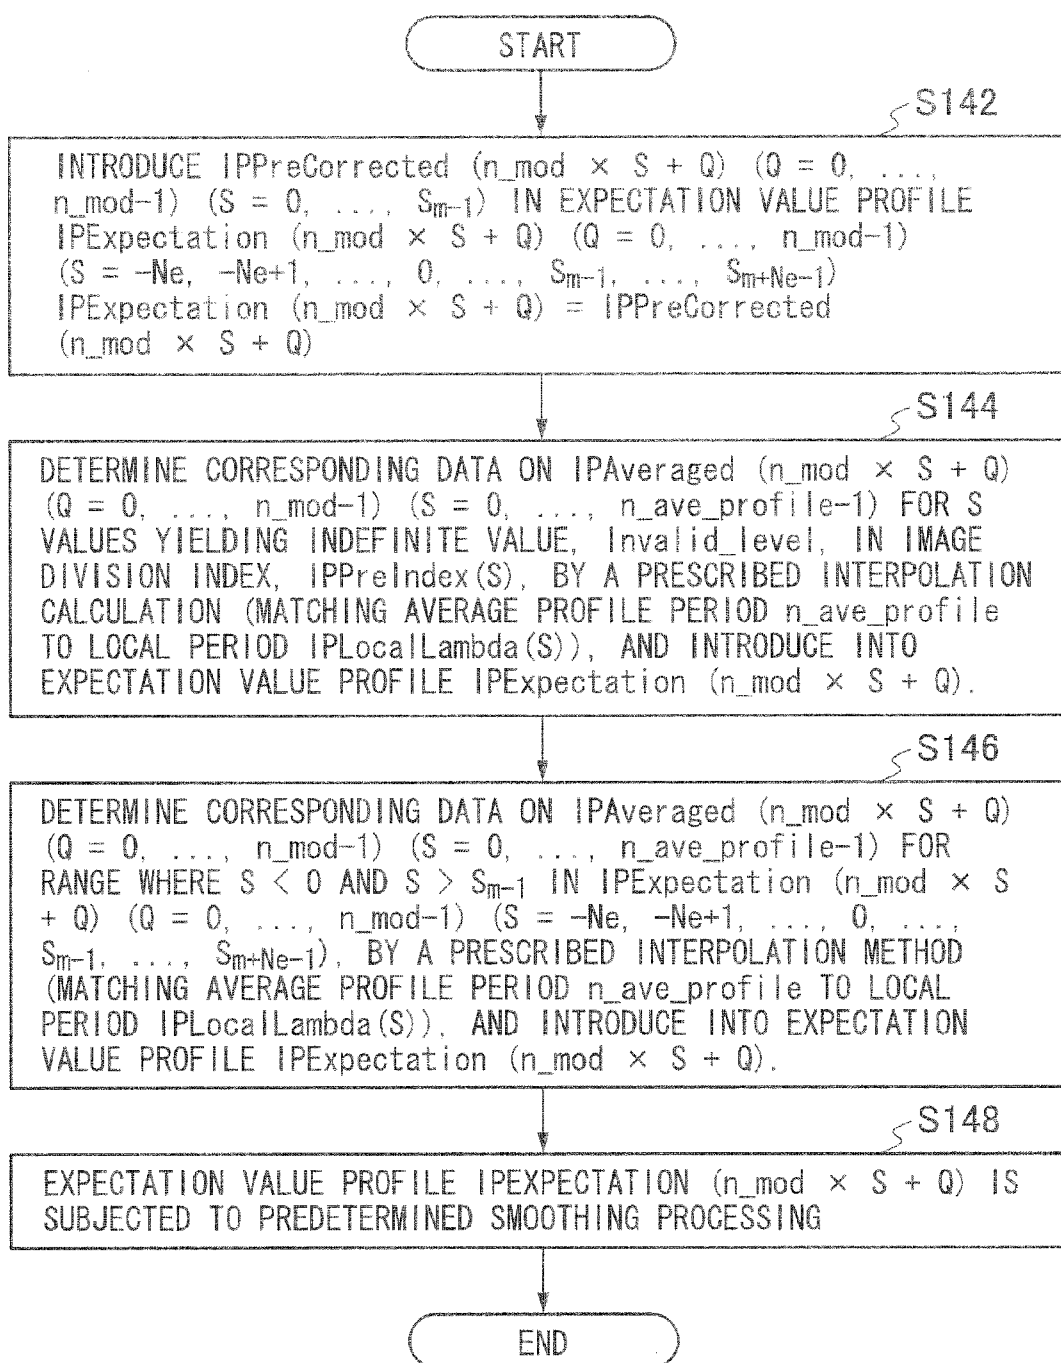 START
S142
INTRODUCE IPPreCorrected (n_mod × S + Q) (Q = 0, ...,
n_mod-1) (S = 0, ..., Sm-1) IN EXPECTATION VALUE PROFILE
IPExpectation (n_mod × S + Q) (Q = 0, ..., n_mod-1)
(S = -Ne, -Ne+1, ..., 0, ..., Sm-1, ..., Sm+Ne-1)
IPExpectation (n_mod × S + Q) = IPPreCorrected
(n_mod × S + Q)
S144
DETERMINE CORRESPONDING DATA ON IPAveraged (n_mod × S + Q)
(Q = 0, ..., n_mod-1) (S = 0, ..., n_ave_profile-1) FOR S
VALUES YIELDING INDEFINITE VALUE, Invalid_level, IN IMAGE
DIVISION INDEX, IPPreIndex(S), BY A PRESCRIBED INTERPOLATION
CALCULATION (MATCHING AVERAGE PROFILE PERIOD n_ave_profile
TO LOCAL PERIOD IPLocalLambda(S)), AND INTRODUCE INTO
EXPECTATION VALUE PROFILE IPExpectation (n_mod × S + Q).
S146
DETERMINE CORRESPONDING DATA ON IPAveraged (n_mod × S + Q)
(Q = 0, ..., n_mod-1) (S = 0, ..., n_ave_profile-1) FOR
RANGE WHERE S < 0 AND S > Sm-1 IN IPExpectation (n_mod × S
+ Q) (Q = 0, ..., n_mod-1) (S = -Ne, -Ne+1, ..., 0, ...,
Sm-1, ..., Sm+Ne-1), BY A PRESCRIBED INTERPOLATION METHOD
(MATCHING AVERAGE PROFILE PERIOD n_ave_profile TO LOCAL
PERIOD IPLocalLambda(S)), AND INTRODUCE INTO EXPECTATION
VALUE PROFILE IPExpectation (n_mod × S + Q).
S148
EXPECTATION VALUE PROFILE IPEXPECTATION (n_mod × S + Q) IS
SUBJECTED TO PREDETERMINED SMOOTHING PROCESSING
END